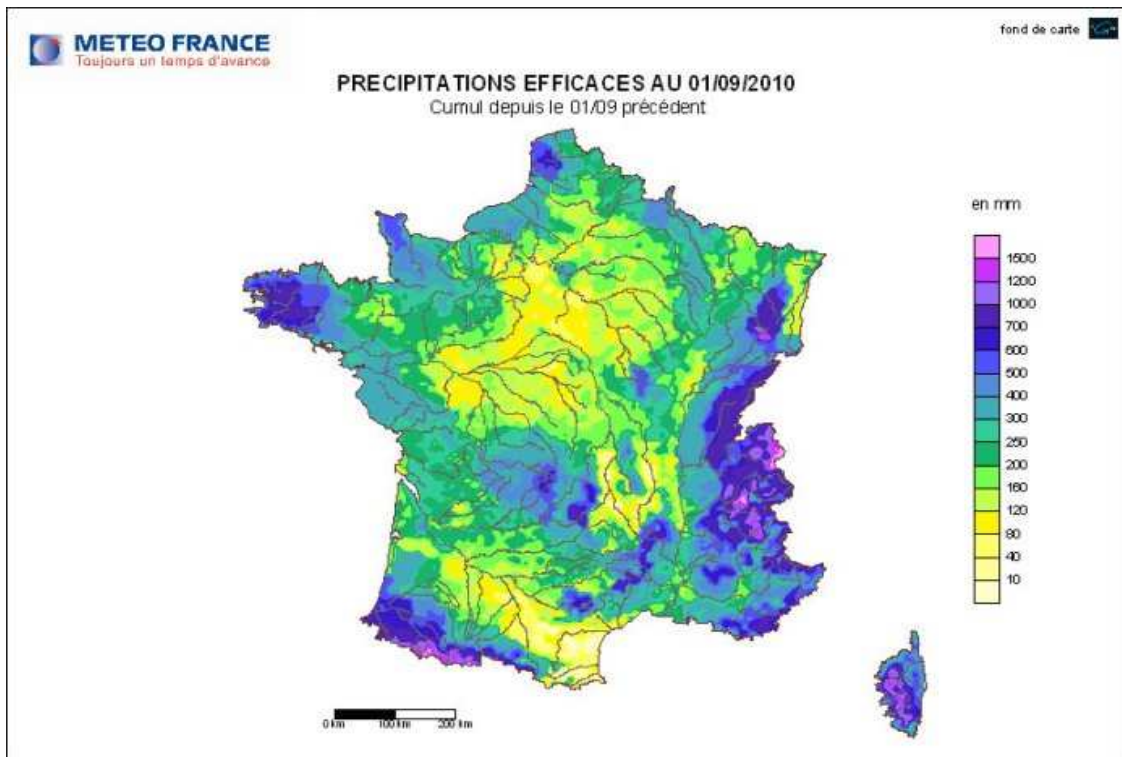 METEO FRANCE
Toujours un temps d'avance
fond de carte
PRECIPITATIONS EFFICACES AU 01/09/2010
Cumul depuis le 01/09 précédent
en mm
1500
1200
1000
700
600
500
400
300
250
200
160
120
80
40
10
0 km 100 km 200 km